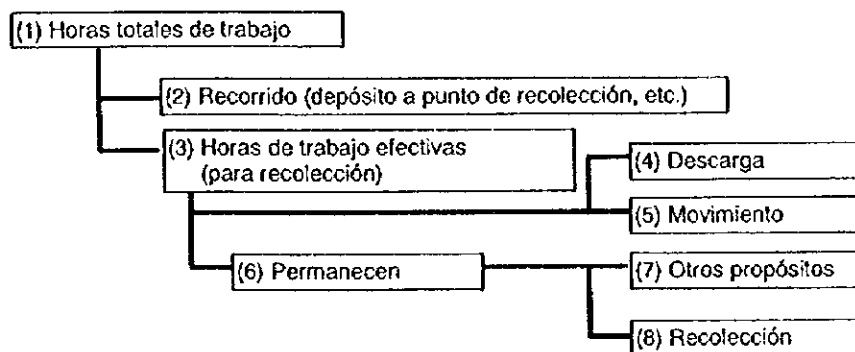 (1) Horas totales de trabajo
(2) Recorrido (depósito a punto de recolección, etc.)
(3) Horas de trabajo efectivas
(para recolección)
(4) Descarga
(5) Movimiento
(6) Permanecen
(7) Otros propósitos
(8) Recolección